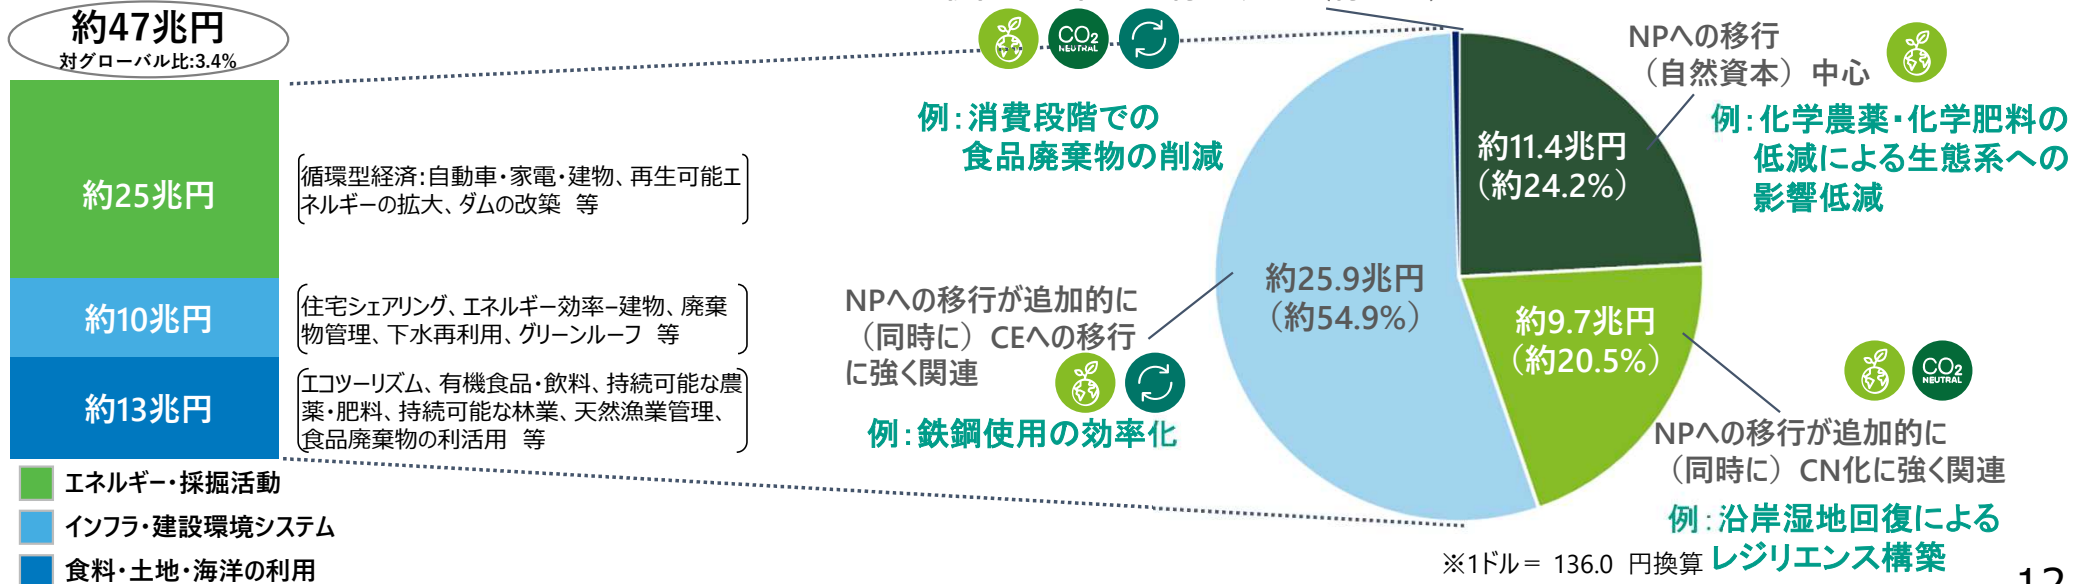 約47兆円
対グローバル比:3.4%
約25兆円
循環型経済:自動車・家電・建物、再生可能エ
ネルギーの拡大、ダムの改築 等
約10兆円
住宅シェアリング、エネルギー効率−建物、廃棄
物管理、下水再利用、グリーンルーフ 等
約13兆円
エコツーリズム、有機食品・飲料、持続可能な農
薬・肥料、持続可能な林業、天然漁業管理、
食品廃棄物の利活用 等
エネルギー・採掘活動
インフラ・建設環境システム
食料・土地・海洋の利用
CO2
NEUTRAL
例:消費段階での
食品廃棄物の削減
NPへの移行が追加的に
(同時に)CEへの移行
に強く関連
例:鉄鋼使用の効率化
約25.9兆円
(約54.9%)
約11.4兆円
(約24.2%)
約9.7兆円
(約20.5%)
NPへの移行
(自然資本)中心
例:化学農薬・化学肥料の
低減による生態系への
影響低減
CO2
NEUTRAL
NPへの移行が追加的に
(同時に)CN化に強く関連
例:沿岸湿地回復による
レジリエンス構築
※1ドル= 136.0 円換算